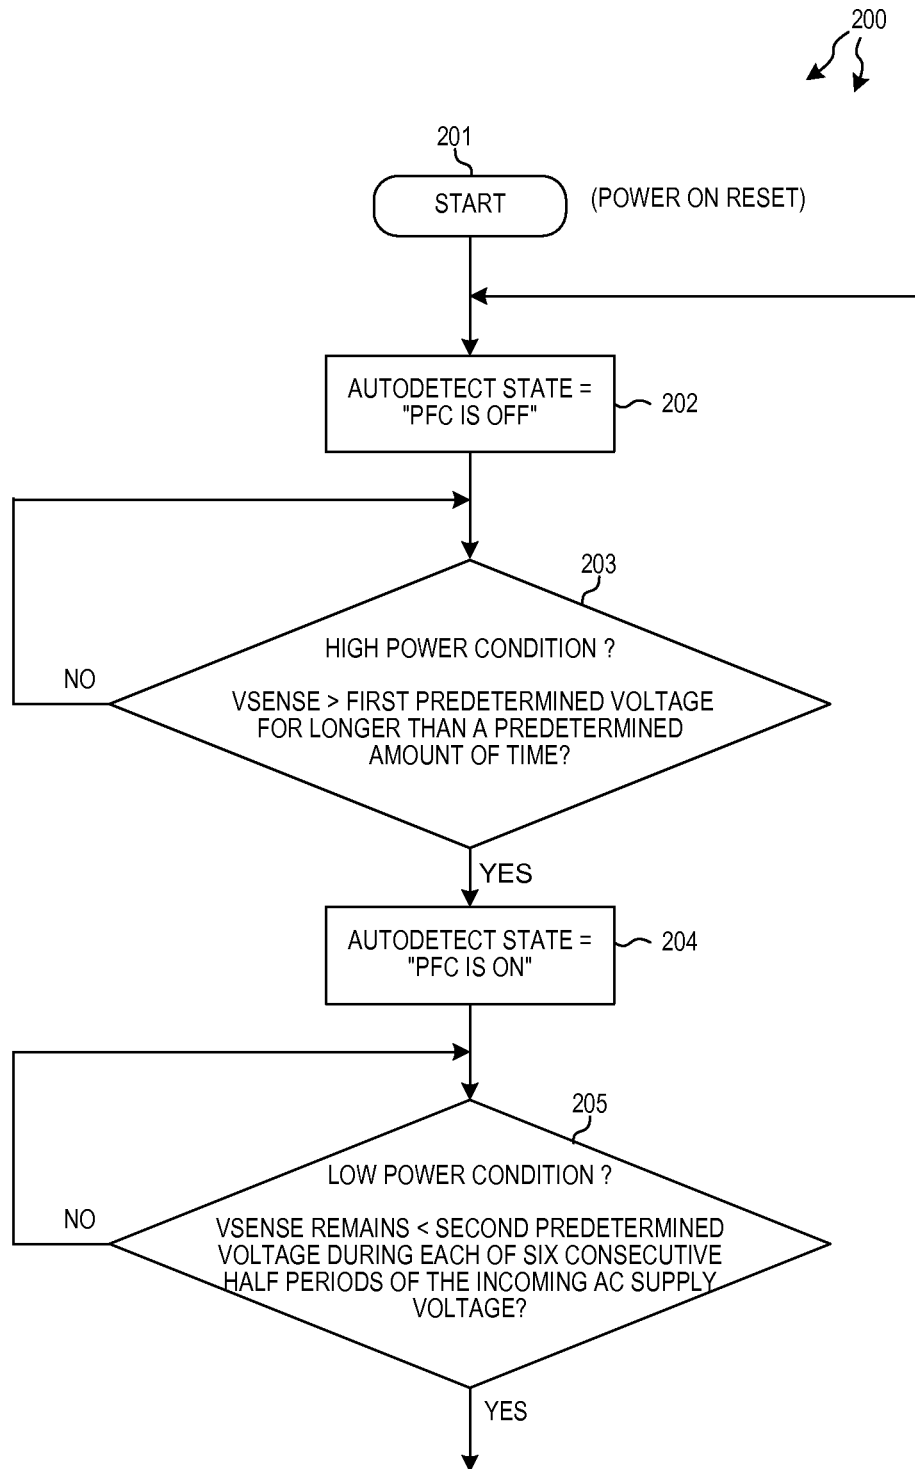 200
201
START
(POWER ON RESET)
AUTODETECT STATE =
"PFC IS OFF"
202
203
HIGH POWER CONDITION ?
NO
VSENSE > FIRST PREDETERMINED VOLTAGE
FOR LONGER THAN A PREDETERMINED
AMOUNT OF TIME?
YES
AUTODETECT STATE =
"PFC IS ON"
204
205
LOW POWER CONDITION ?
NO
VSENSE REMAINS < SECOND PREDETERMINED
VOLTAGE DURING EACH OF SIX CONSECUTIVE
HALF PERIODS OF THE INCOMING AC SUPPLY
VOLTAGE?
YES